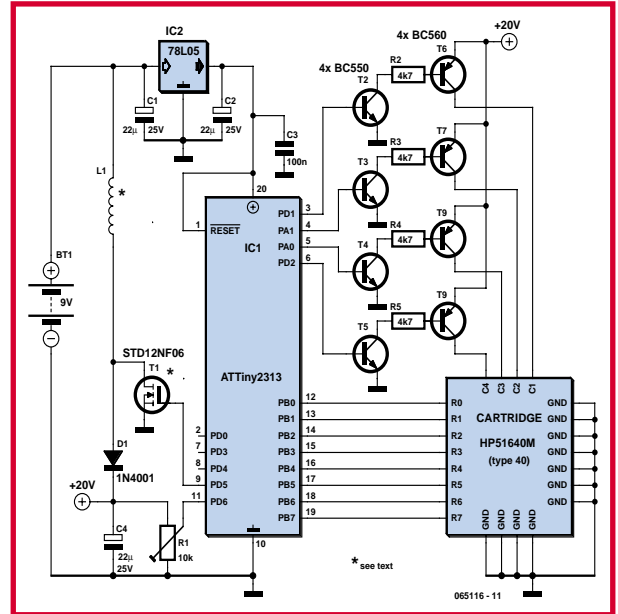 IC2
78L05
+20V
4x BC550
4x BC560
C1
22µ
25V
C2
22µ
25V
C3
100n
L1
*
BT1
9V
STD12NF06
T1
*
D1
1N4001
+20V
C4
22µ
25V
R1
10k
20
1
RESET
IC1
ATTiny2313
PD1
3
PA1
4
PA0
5
PD2
6
2
PD0
7
PD3
8
PD4
9
PD5
11
PD6
10
PB0
12
PB1
13
PB2
14
PB3
15
PB4
16
PB5
17
PB6
18
PB7
19
T2
R2
4k7
T6
T3
R3
4k7
T7
T4
R4
4k7
T9
T5
R5
4k7
T9
C4
C3
C2
C1
CARTRIDGE
HP51640M
(type 40)
R0
R1
R2
R3
R4
R5
R6
R7
GND
GND
GND
GND
GND
GND
GND
GND
GND
* see text
065116 - 11